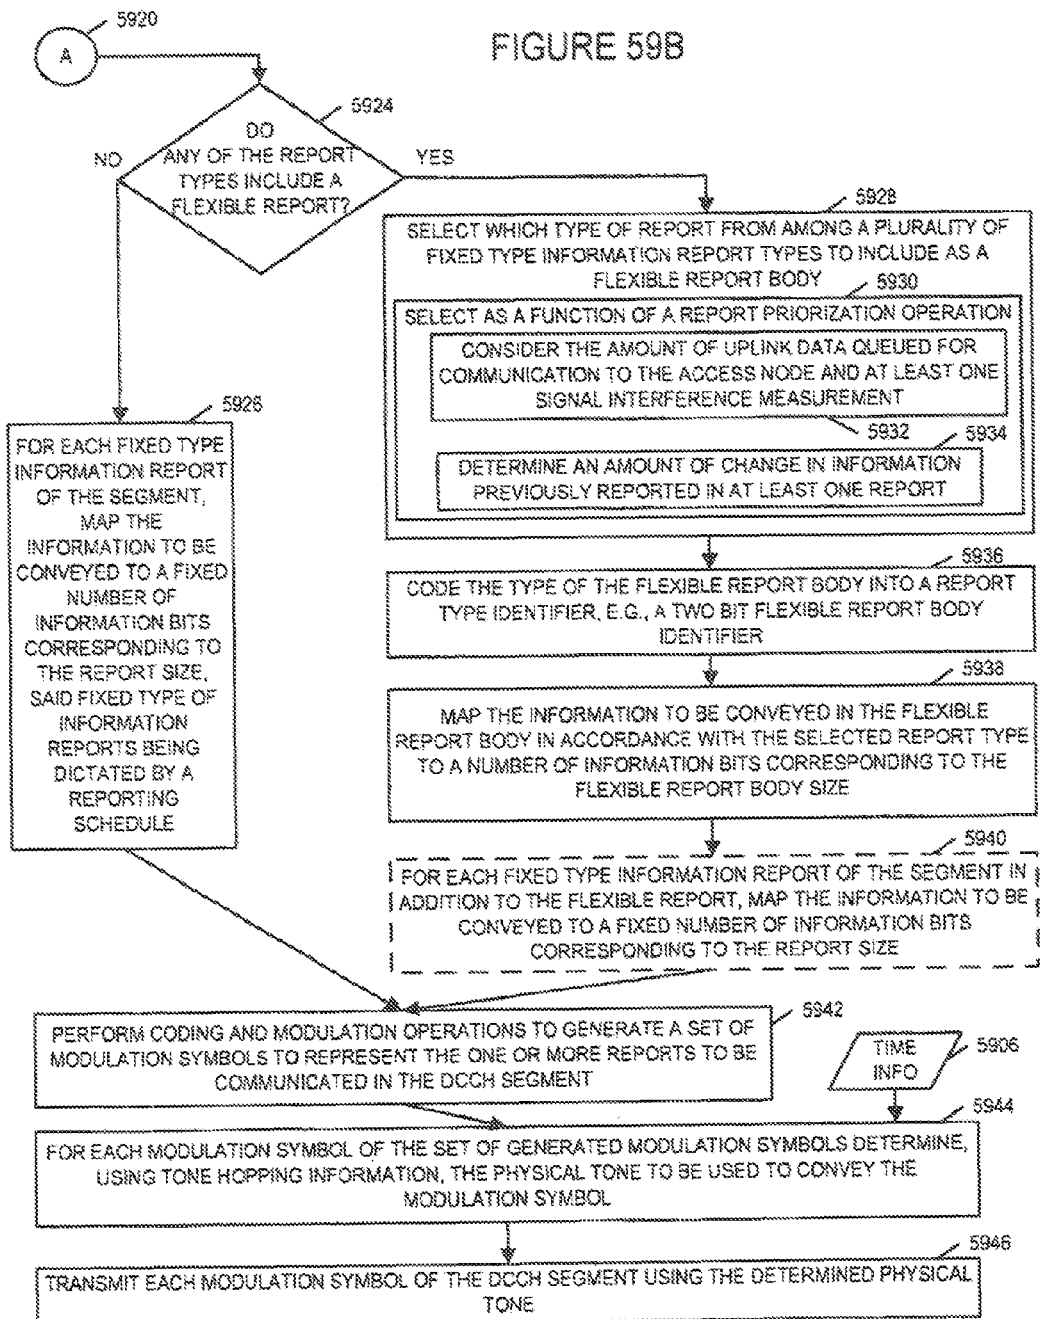 5920
A
FIGURE 59B
5924
DO
ANY OF THE REPORT
TYPES INCLUDE A
FLEXIBLE REPORT?
NO
YES
5928
SELECT WHICH TYPE OF REPORT FROM AMONG A PLURALITY OF
FIXED TYPE INFORMATION REPORT TYPES TO INCLUDE AS A
FLEXIBLE REPORT BODY
5930
SELECT AS A FUNCTION OF A REPORT PRIORIZATION OPERATION
CONSIDER THE AMOUNT OF UPLINK DATA QUEUED FOR
COMMUNICATION TO THE ACCESS NODE AND AT LEAST ONE
SIGNAL INTERFERENCE MEASUREMENT
5932
5934
DETERMINE AN AMOUNT OF CHANGE IN INFORMATION
PREVIOUSLY REPORTED IN AT LEAST ONE REPORT
5926
FOR EACH FIXED TYPE
INFORMATION REPORT
OF THE SEGMENT,
MAP THE
INFORMATION TO BE
CONVEYED TO A FIXED
NUMBER OF
INFORMATION BITS
CORRESPONDING TO
THE REPORT SIZE,
SAID FIXED TYPE OF
INFORMATION
REPORTS BEING
DICTATED BY A
REPORTING
SCHEDULE
5936
CODE THE TYPE OF THE FLEXIBLE REPORT BODY INTO A REPORT
TYPE IDENTIFIER, E.G., A TWO BIT FLEXIBLE REPORT BODY
IDENTIFIER
5938
MAP THE INFORMATION TO BE CONVEYED IN THE FLEXIBLE
REPORT BODY IN ACCORDANCE WITH THE SELECTED REPORT TYPE
TO A NUMBER OF INFORMATION BITS CORRESPONDING TO THE
FLEXIBLE REPORT BODY SIZE
5940
FOR EACH FIXED TYPE INFORMATION REPORT OF THE SEGMENT IN
ADDITION TO THE FLEXIBLE REPORT, MAP THE INFORMATION TO BE
CONVEYED TO A FIXED NUMBER OF INFORMATION BITS
CORRESPONDING TO THE REPORT SIZE
5942
PERFORM CODING AND MODULATION OPERATIONS TO GENERATE A SET OF
MODULATION SYMBOLS TO REPRESENT THE ONE OR MORE REPORTS TO BE
COMMUNICATED IN THE DCCH SEGMENT
TIME
INFO
5906
5944
FOR EACH MODULATION SYMBOL OF THE SET OF GENERATED MODULATION SYMBOLS DETERMINE,
USING TONE HOPPING INFORMATION, THE PHYSICAL TONE TO BE USED TO CONVEY THE
MODULATION SYMBOL
5946
TRANSMIT EACH MODULATION SYMBOL OF THE DCCH SEGMENT USING THE DETERMINED PHYSICAL
TONE